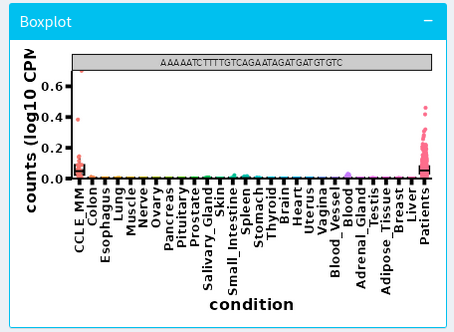 Boxplot
AAAAATCTTTTGTCAGAATAGATGATGTGTC
counts (log10 CPM
0.6
0.4
0.2
0.0
CCLE_MM
Colon
Esophagus
Lung
Muscle
Nerve
Ovary
Pancreas
Pituitary
Prostate
Salivary_Gland
Skin
Small_Intestine
Spleen
Stomach
Thyroid
Brain
Heart
Uterus
Vagina
Blood_Vessel
Blood
Adrenal_Gland
Testis
Adipose_Tissue
Breast
Liver
Patients
condition